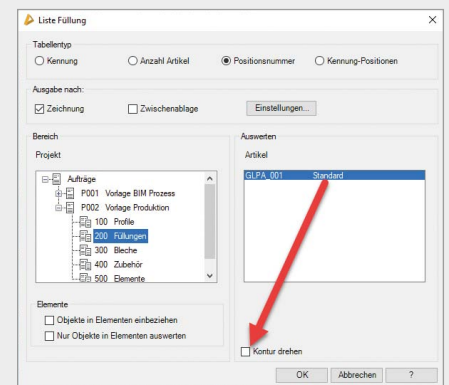 Liste Füllung
Tabellentyp
Kennung Anzahl Artikel Positionsnummer Kennung-Positionen
Ausgabe nach:
Zeichnung Zwischenablage Einstellungen...
Bereich
Projekt
Aufträge
P001 Vorlage BIM Prozess
P002 Vorlage Produktion
100 Profile
200 Füllungen
300 Bleche
400 Zubehör
500 Elemente
Elemente
Objekte in Elementen einbeziehen
Nur Objekte in Elementen auswerten
Auswerten
Artikel
GLPA_001 Standard
Kontur drehen
OK Abbrechen ?